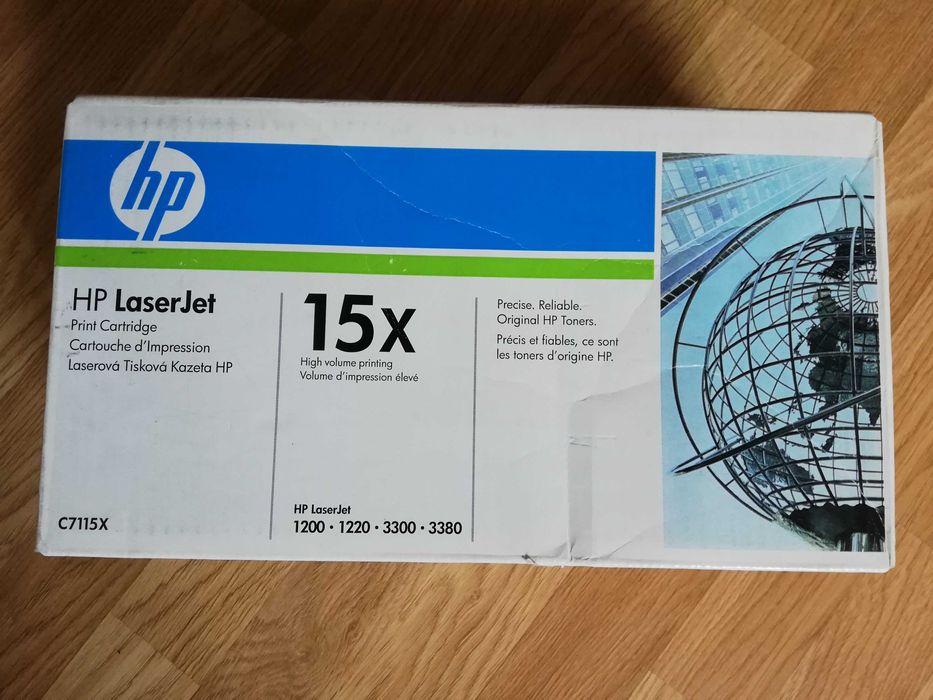 hp
HP LaserJet
Print Cartridge
Cartouche d'Impression
Laserová Tisková Kazeta HP
C7115X
15X
High volume printing
Volume d'impression élevé
HP LaserJet
1200 • 1220 • 3300 • 3380
Precise. Reliable.
Original HP Toners.
Précis et fiables, ce sont
les toners d'origine HP.